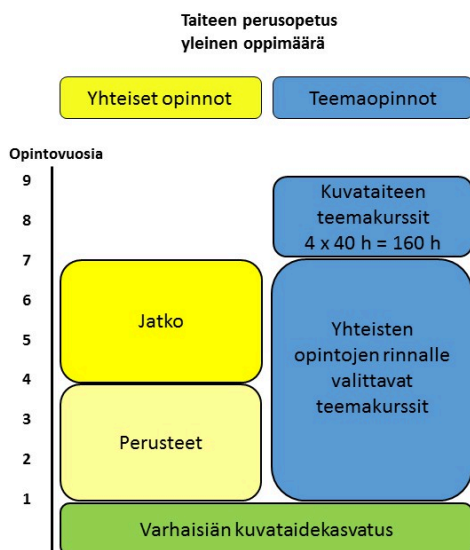 Taiteen perusopetus
yleinen oppimäärä
Yhteiset opinnot
Teemaopinnot
Opintovuosia
9
8
7
6
5
4
3
2
1
Kuvataiteen
teemakurssit
4 x 40 h = 160 h
Jatko
Yhteisten
opintojen rinnalle
valittavat
teemakurssit
Perusteet
Varhaisiän kuvataidekasvatus